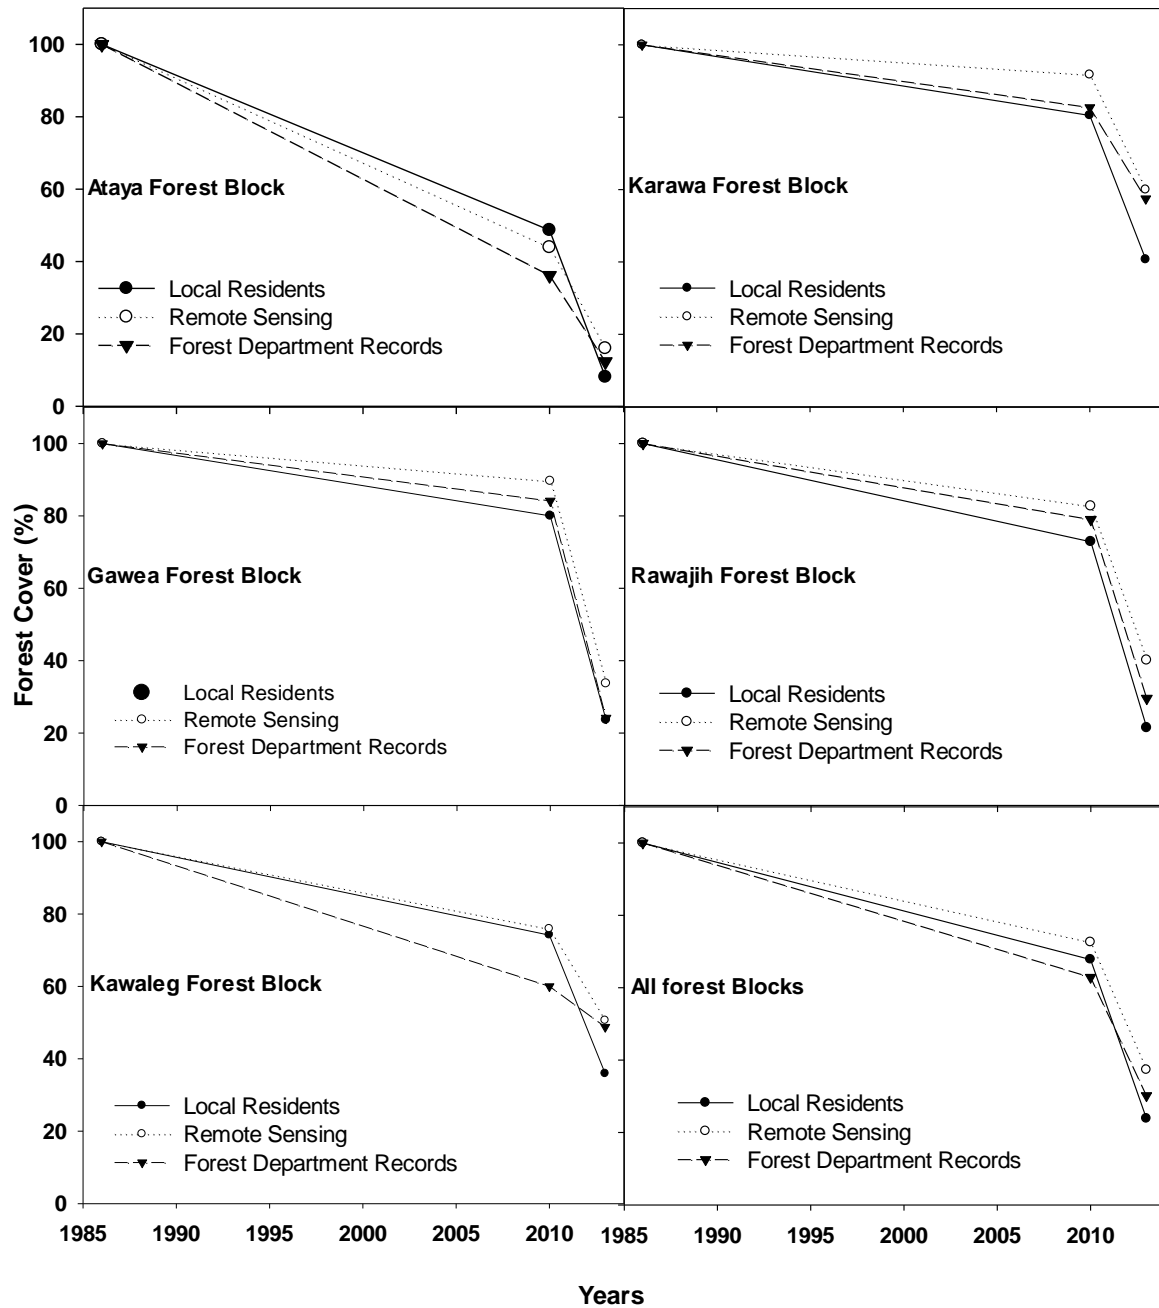 100
80
60
40
20
0
Ataya Forest Block
Local Residents
Remote Sensing
Forest Department Records
Karawa Forest Block
Local Residents
Remote Sensing
Forest Department Records
Forest Cover (%)
100
80
60
40
20
0
Gawea Forest Block
Local Residents
Remote Sensing
Forest Department Records
Rawajih Forest Block
Local Residents
Remote Sensing
Forest Department Records
100
80
60
40
20
0
Kawaleg Forest Block
Local Residents
Remote Sensing
Forest Department Records
All forest Blocks
Local Residents
Remote Sensing
Forest Department Records
1985 1990 1995 2000 2005 2010 1985 1990 1995 2000 2005 2010
Years